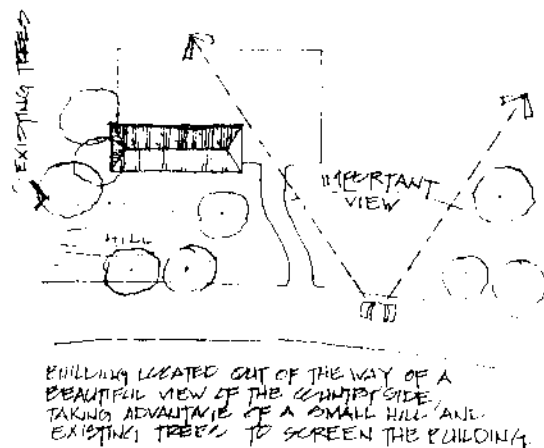 EXISTING TREES
IMPORTANT
VIEW
HILL
BUILDING LOCATED OUT OF THE WAY OF A
BEAUTIFUL VIEW OF THE COUNTRYSIDE
TAKING ADVANTAGE OF A SMALL HILL AND
EXISTING TREES TO SCREEN THE BUILDING.